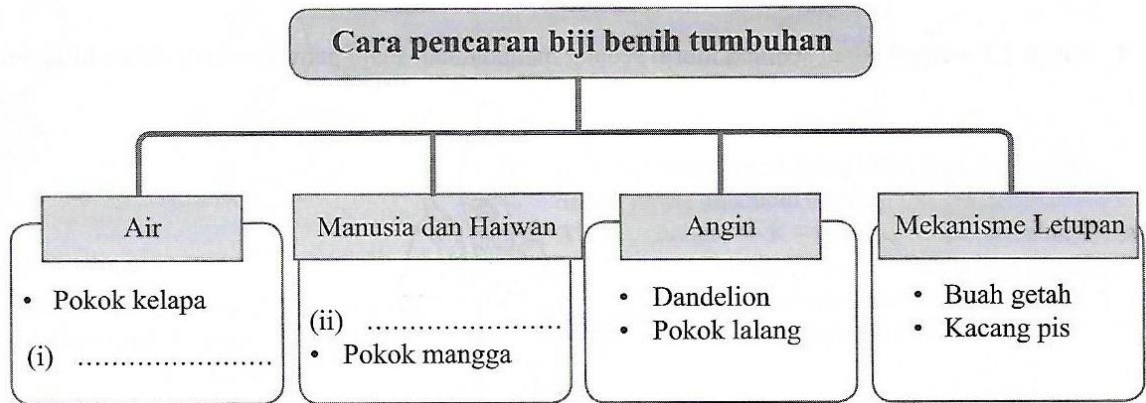 Cara pencaran biji benih tumbuhan
Air
• Pokok kelapa
(i) ........................
Manusia dan Haiwan
(ii) ........................
• Pokok mangga
Angin
• Dandelion
• Pokok lalang
Mekanisme Letupan
• Buah getah
• Kacang pis